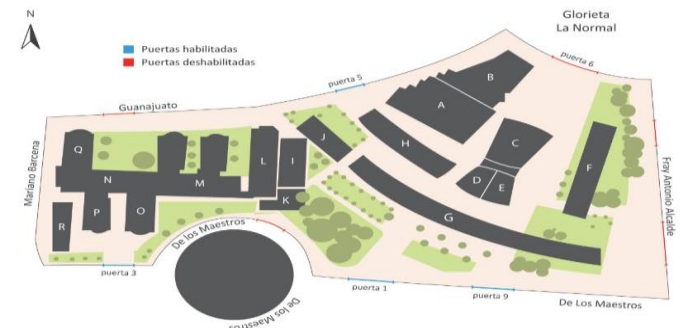 N
Glorieta
La Normal
Puertas habilitadas
Puertas deshabilitadas
puerta 5
puerta 6
Guanajuato
Mariano Barcena
Fray Antonio Alcalde
B
A
C
J
H
Q
L
I
F
N
M
D
E
K
G
R
P
O
De los Maestros
puerta 3
De los Maestros
puerta 1
puerta 9
De Los Maestros